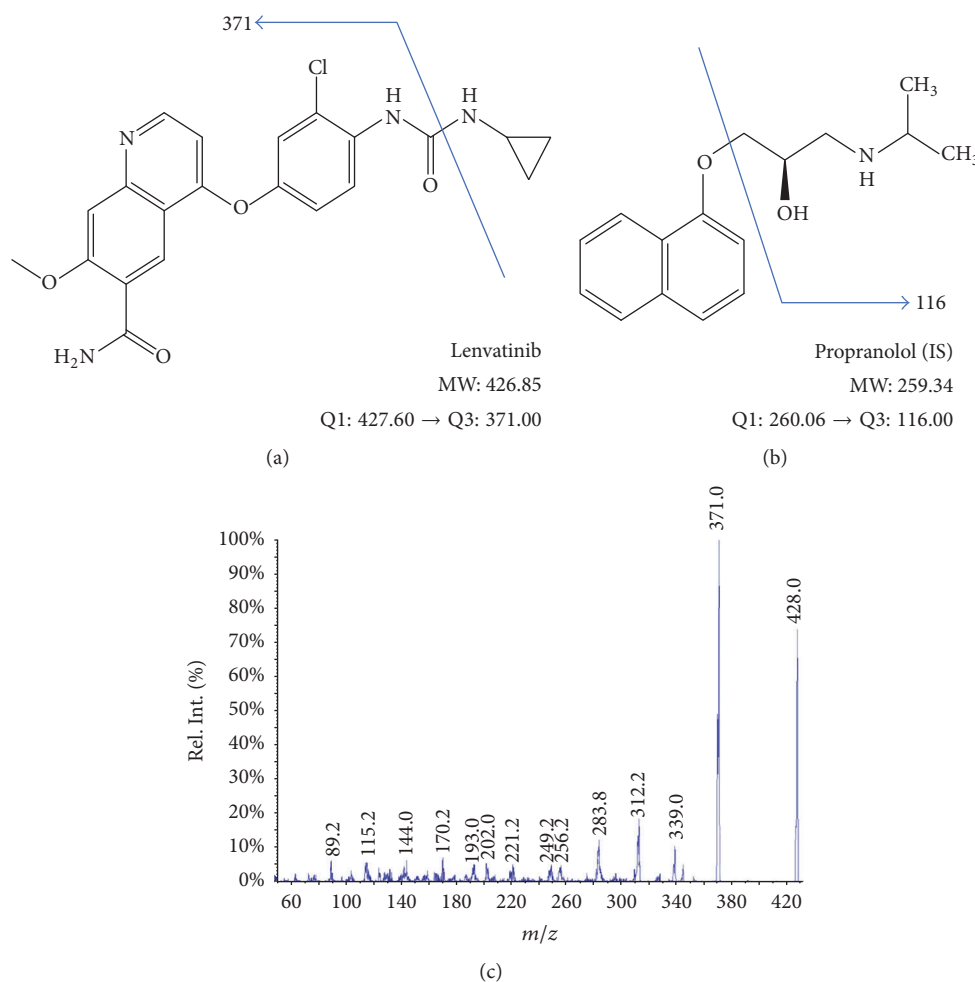 371
Cl
H
N
H
N
N
O
O
O
H₂N
O
Lenvatinib
MW: 426.85
Q1: 427.60 → Q3: 371.00
(a)
CH₃
CH₃
N
H
O
OH
116
Propranolol (IS)
MW: 259.34
Q1: 260.06 → Q3: 116.00
(b)
371.0
428.0
312.2
283.8
339.0
89.2
115.2
144.0
170.2
193.0
202.0
221.2
249.2
256.2
100%
90%
80%
70%
60%
50%
40%
30%
20%
10%
0%
Rel. Int. (%)
60 100 140 180 220 260 300 340 380 420
m/z
(c)